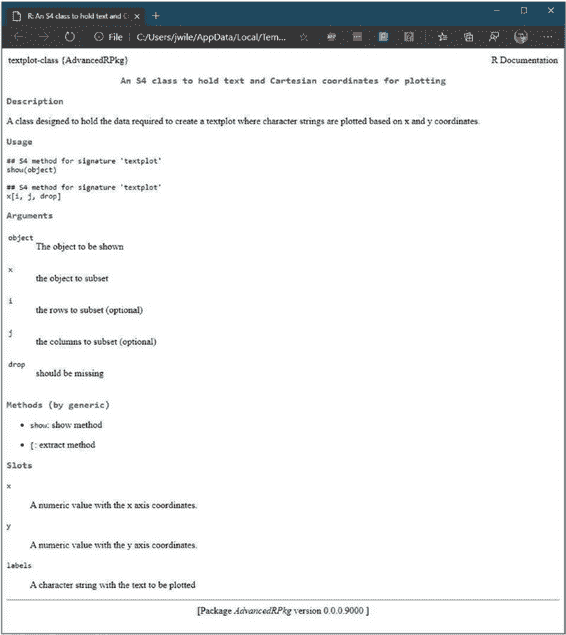 R: An S4 class to hold text and C
File
C:/Users/jwile/AppData/Local/Tem...
textplot-class {AdvancedRPkg}
R Documentation
An S4 class to hold text and Cartesian coordinates for plotting
Description
A class designed to hold the data required to create a textplot where character strings are plotted based on x and y coordinates.
Usage
## S4 method for signature 'textplot'
show(object)
## S4 method for signature 'textplot'
x[i, j, drop]
Arguments
object
The object to be shown
x
the object to subset
i
the rows to subset (optional)
j
the columns to subset (optional)
drop
should be missing
Methods (by generic)
• show: show method
• [: extract method
Slots
x
A numeric value with the x axis coordinates.
y
A numeric value with the y axis coordinates.
labels
A character string with the text to be plotted
[Package AdvancedRPkg version 0.0.0.9000 ]